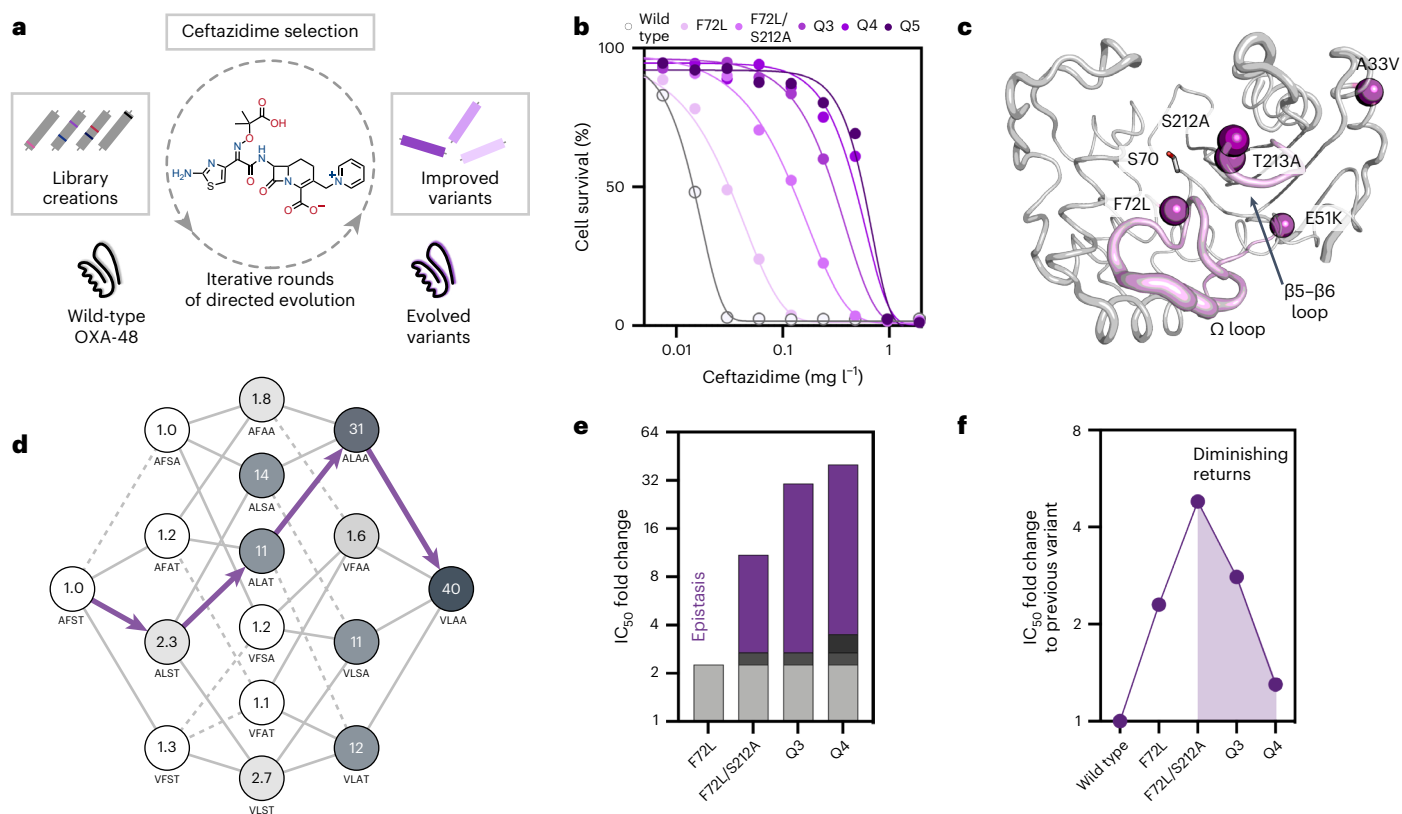 a
Ceftazidime selection
Library
creations
Improved
variants
O
OH
O
N
HN
N
H₂N
S
O
O
N
N
+
O
O−
Iterative rounds
of directed evolution
Wild-type
OXA-48
Evolved
variants
b
Wild
type
F72L
F72L/
S212A
Q3
Q4
Q5
Cell survival (%)
100
50
0
0.01
0.1
1
Ceftazidime (mg l⁻¹)
c
A33V
S212A
S70
T213A
F72L
E51K
β5–β6
loop
Ω loop
d
1.0
AFST
1.0
AFSA
1.2
AFAT
2.3
ALST
1.3
VFST
1.8
AFAA
14
ALSA
11
ALAT
1.2
VFSA
1.1
VFAT
2.7
VLST
31
ALAA
1.6
VFAA
11
VLSA
12
VLAT
40
VLAA
e
IC₅₀ fold change
64
32
16
8
4
2
1
Epistasis
F72L
F72L/S212A
Q3
Q4
f
IC₅₀ fold change
to previous variant
8
4
2
1
Diminishing
returns
Wild type
F72L
F72L/S212A
Q3
Q4